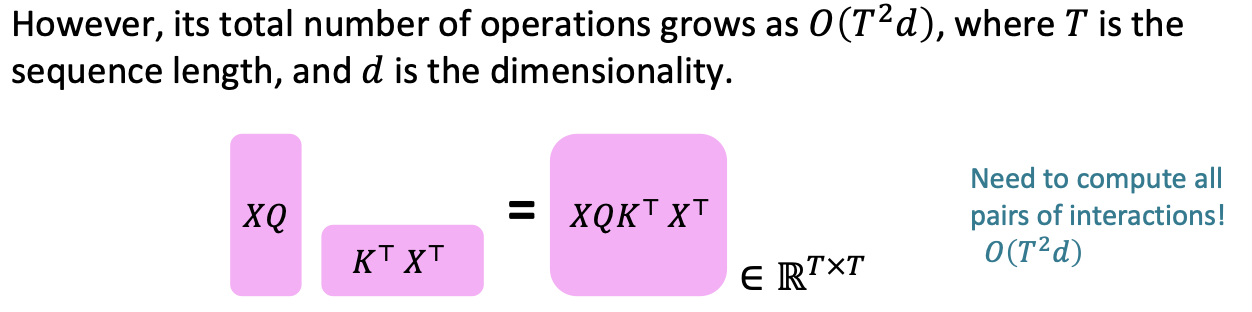 However, its total number of operations grows as O(T²d), where T is the
sequence length, and d is the dimensionality.
XQ
K⊤ X⊤
=
XQK⊤ X⊤
∈ ℝᵀˣᵀ
Need to compute all
pairs of interactions!
O(T²d)